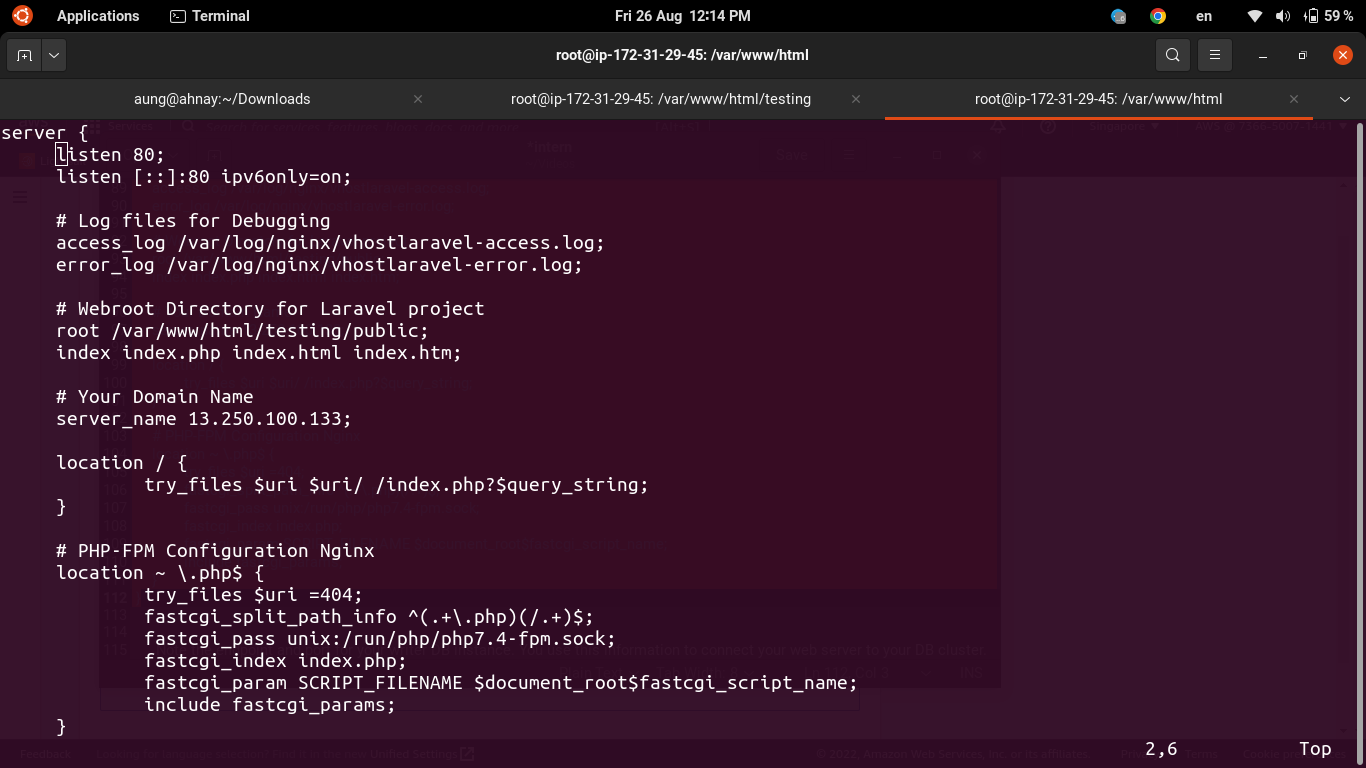 Applications Terminal Fri 26 Aug 12:14 PM en 59 %
root@ip-172-31-29-45: /var/www/html
aung@ahnay:~/Downloads × root@ip-172-31-29-45: /var/www/html/testing × root@ip-172-31-29-45: /var/www/html ×
server {
listen 80;
listen [::]:80 ipv6only=on;
# Log files for Debugging
access_log /var/log/nginx/vhostlaravel-access.log;
error_log /var/log/nginx/vhostlaravel-error.log;
# Webroot Directory for Laravel project
root /var/www/html/testing/public;
index index.php index.html index.htm;
# Your Domain Name
server_name 13.250.100.133;
location / {
try_files $uri $uri/ /index.php?$query_string;
}
# PHP-FPM Configuration Nginx
location ~ \.php$ {
try_files $uri =404;
fastcgi_split_path_info ^(.+\.php)(/.+)$;
fastcgi_pass unix:/run/php/php7.4-fpm.sock;
fastcgi_index index.php;
fastcgi_param SCRIPT_FILENAME $document_root$fastcgi_script_name;
include fastcgi_params;
}
2,6 Top